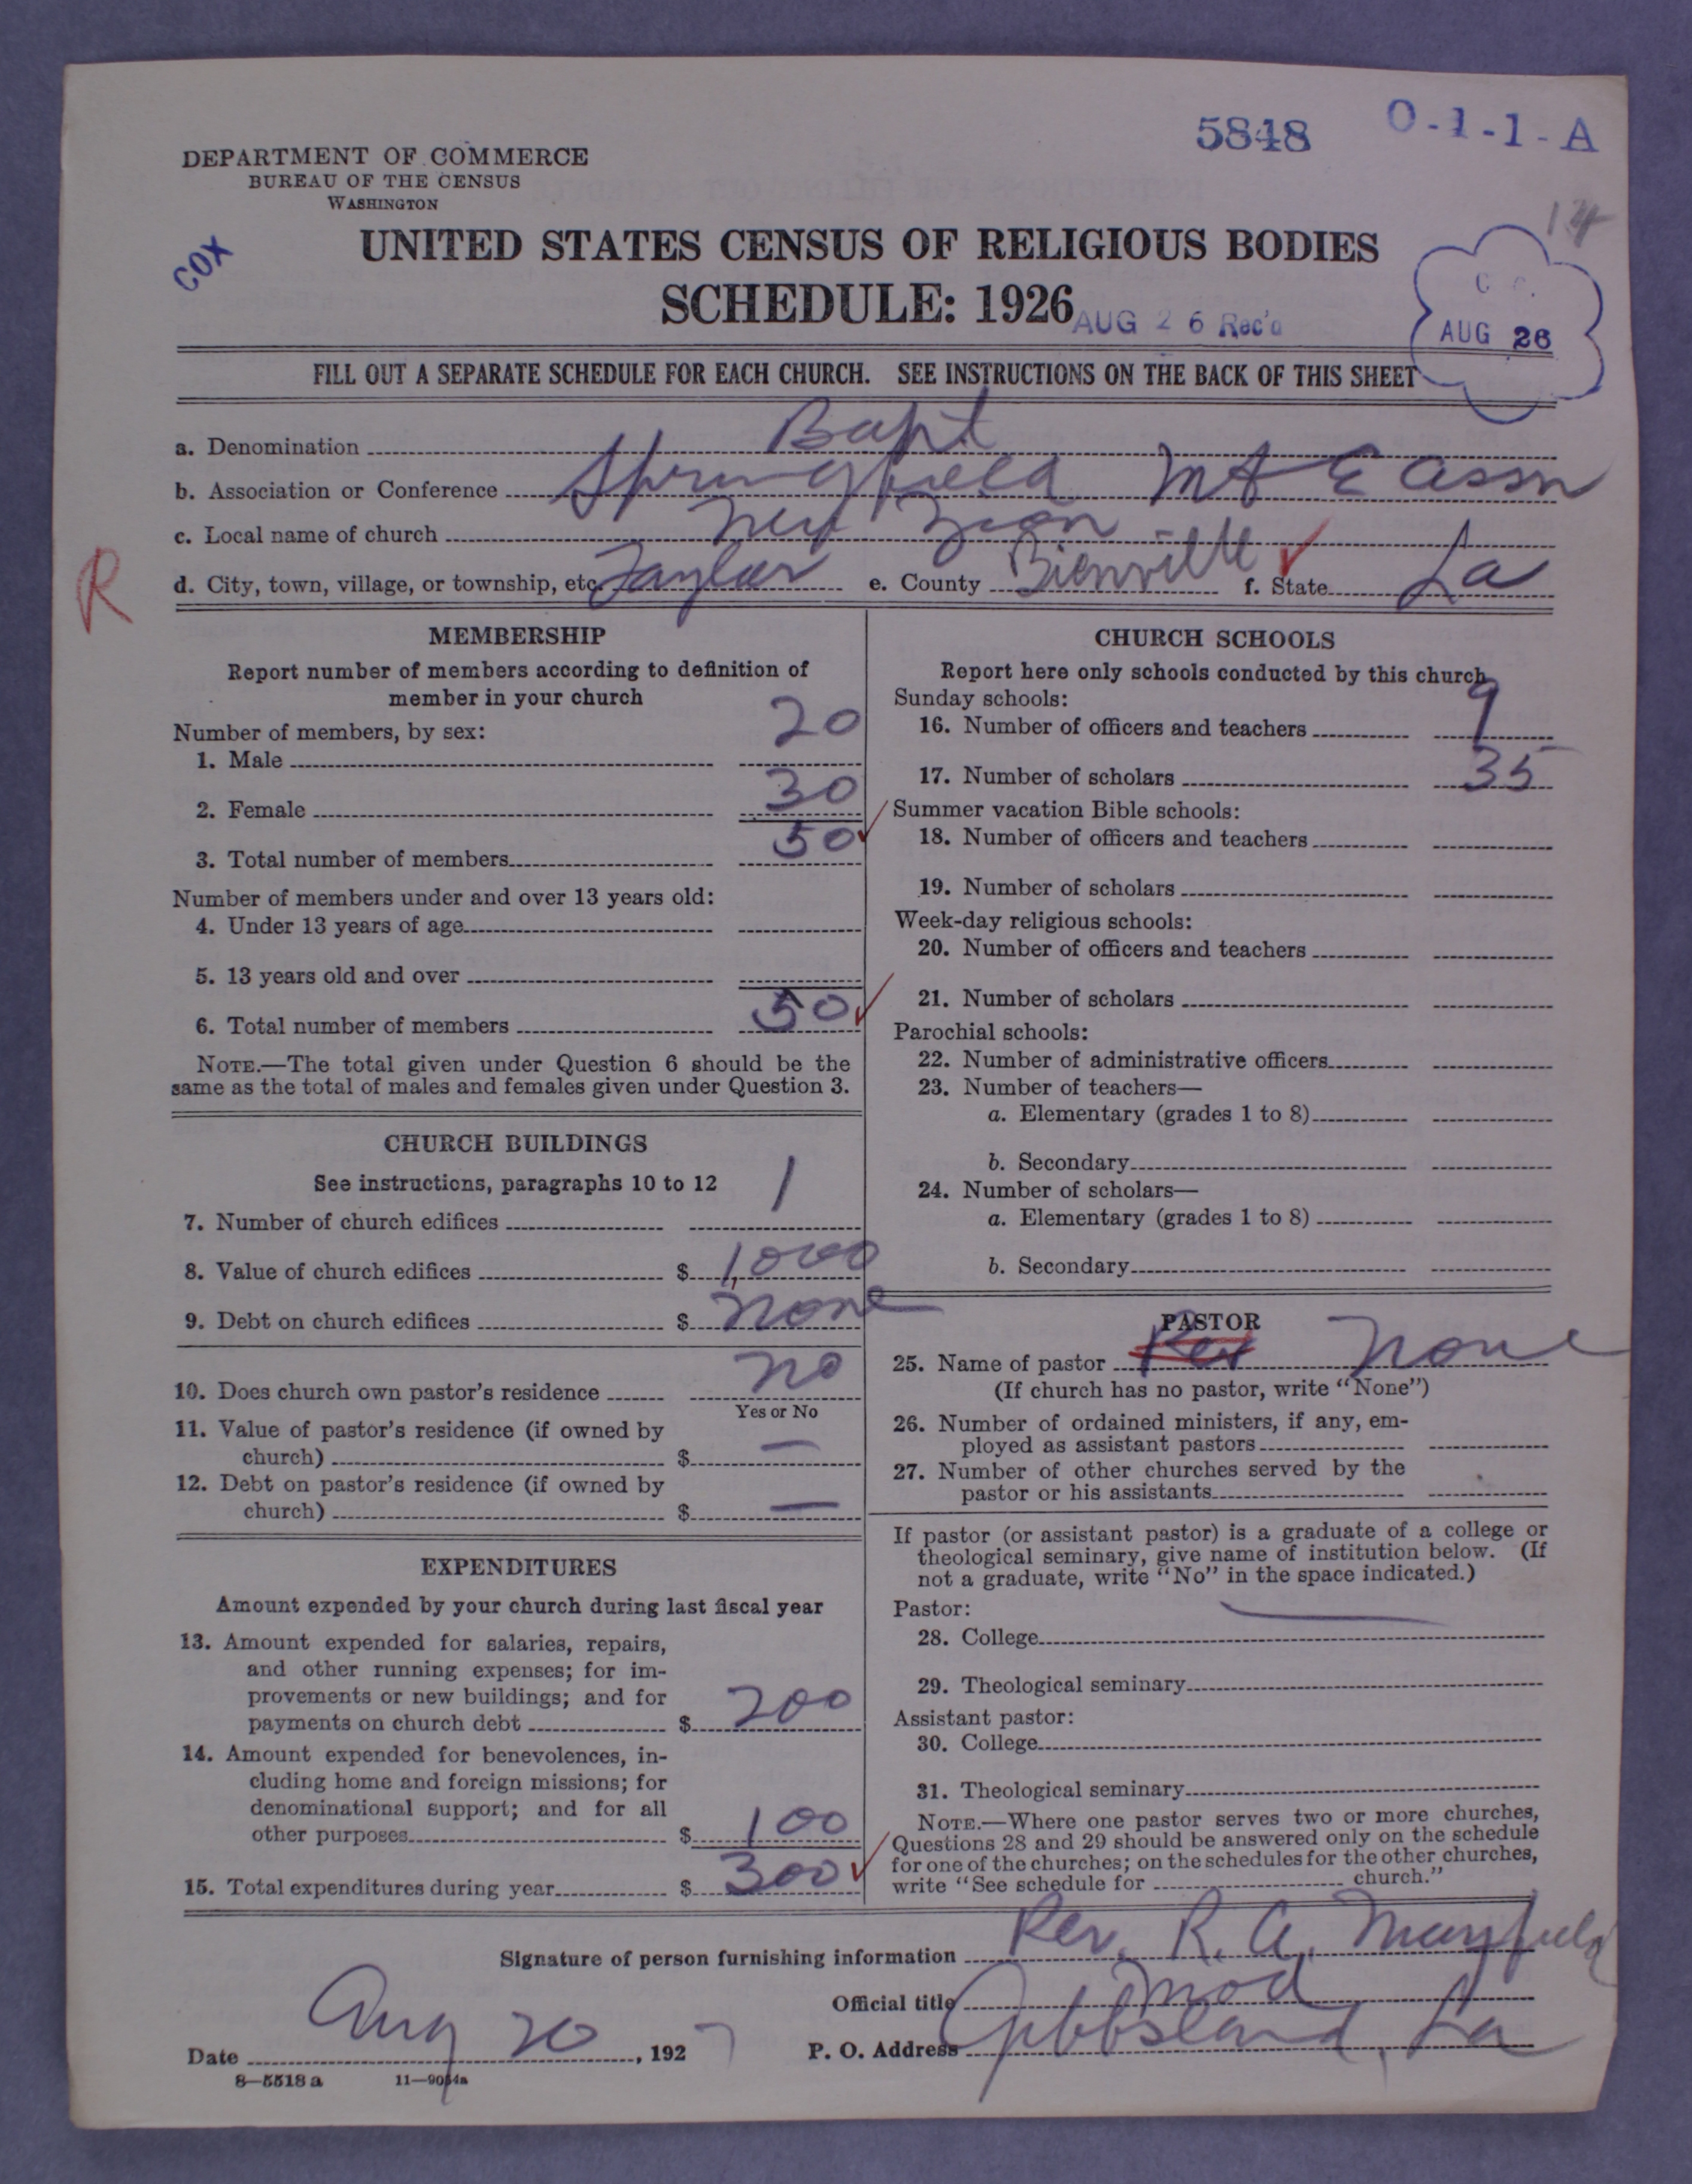 5848 O-1-1-A
14
DEPARTMENT OF COMMERCE
BUREAU OF THE CENSUS
WASHINGTON
COX
UNITED STATES CENSUS OF RELIGIOUS BODIES
SCHEDULE: 1926
AUG 26 Rec'd
AUG 26
FILL OUT A SEPARATE SCHEDULE FOR EACH CHURCH. SEE INSTRUCTIONS ON THE BACK OF THIS SHEET
a. Denomination Bapt
b. Association or Conference Springfield Mt E Assn
c. Local name of church New Zion
R
d. City, town, village, or township, etc. Taylor e. County Bienville f. State La
MEMBERSHIP
Report number of members according to definition of
member in your church
Number of members, by sex:
1. Male 20
2. Female 30
3. Total number of members 50
Number of members under and over 13 years old:
4. Under 13 years of age
5. 13 years old and over
6. Total number of members 50
NOTE.—The total given under Question 6 should be the
same as the total of males and females given under Question 3.
CHURCH BUILDINGS
See instructions, paragraphs 10 to 12
7. Number of church edifices 1
8. Value of church edifices $ 1,000
9. Debt on church edifices $ None
10. Does church own pastor's residence No
Yes or No
11. Value of pastor's residence (if owned by
church) $ —
12. Debt on pastor's residence (if owned by
church) $ —
EXPENDITURES
Amount expended by your church during last fiscal year
13. Amount expended for salaries, repairs,
and other running expenses; for im-
provements or new buildings; and for
payments on church debt $ 200
14. Amount expended for benevolences, in-
cluding home and foreign missions; for
denominational support; and for all
other purposes $ 100
15. Total expenditures during year $ 300
CHURCH SCHOOLS
Report here only schools conducted by this church
Sunday schools:
16. Number of officers and teachers 9
17. Number of scholars 35
Summer vacation Bible schools:
18. Number of officers and teachers
19. Number of scholars
Week-day religious schools:
20. Number of officers and teachers
21. Number of scholars
Parochial schools:
22. Number of administrative officers
23. Number of teachers—
a. Elementary (grades 1 to 8)
b. Secondary
24. Number of scholars—
a. Elementary (grades 1 to 8)
b. Secondary
PASTOR
25. Name of pastor Rev None
(If church has no pastor, write "None")
26. Number of ordained ministers, if any, em-
ployed as assistant pastors
27. Number of other churches served by the
pastor or his assistants
If pastor (or assistant pastor) is a graduate of a college or
theological seminary, give name of institution below. (If
not a graduate, write "No" in the space indicated.)
Pastor:
28. College
29. Theological seminary
Assistant pastor:
30. College
31. Theological seminary
NOTE.—Where one pastor serves two or more churches,
Questions 28 and 29 should be answered only on the schedule
for one of the churches; on the schedules for the other churches,
write "See schedule for church."
Signature of person furnishing information Rev. R. A. Mayfield
Official title Mod
Date Aug 20, 1927 P. O. Address Gibbsland, La
8—5518a 11—9054a